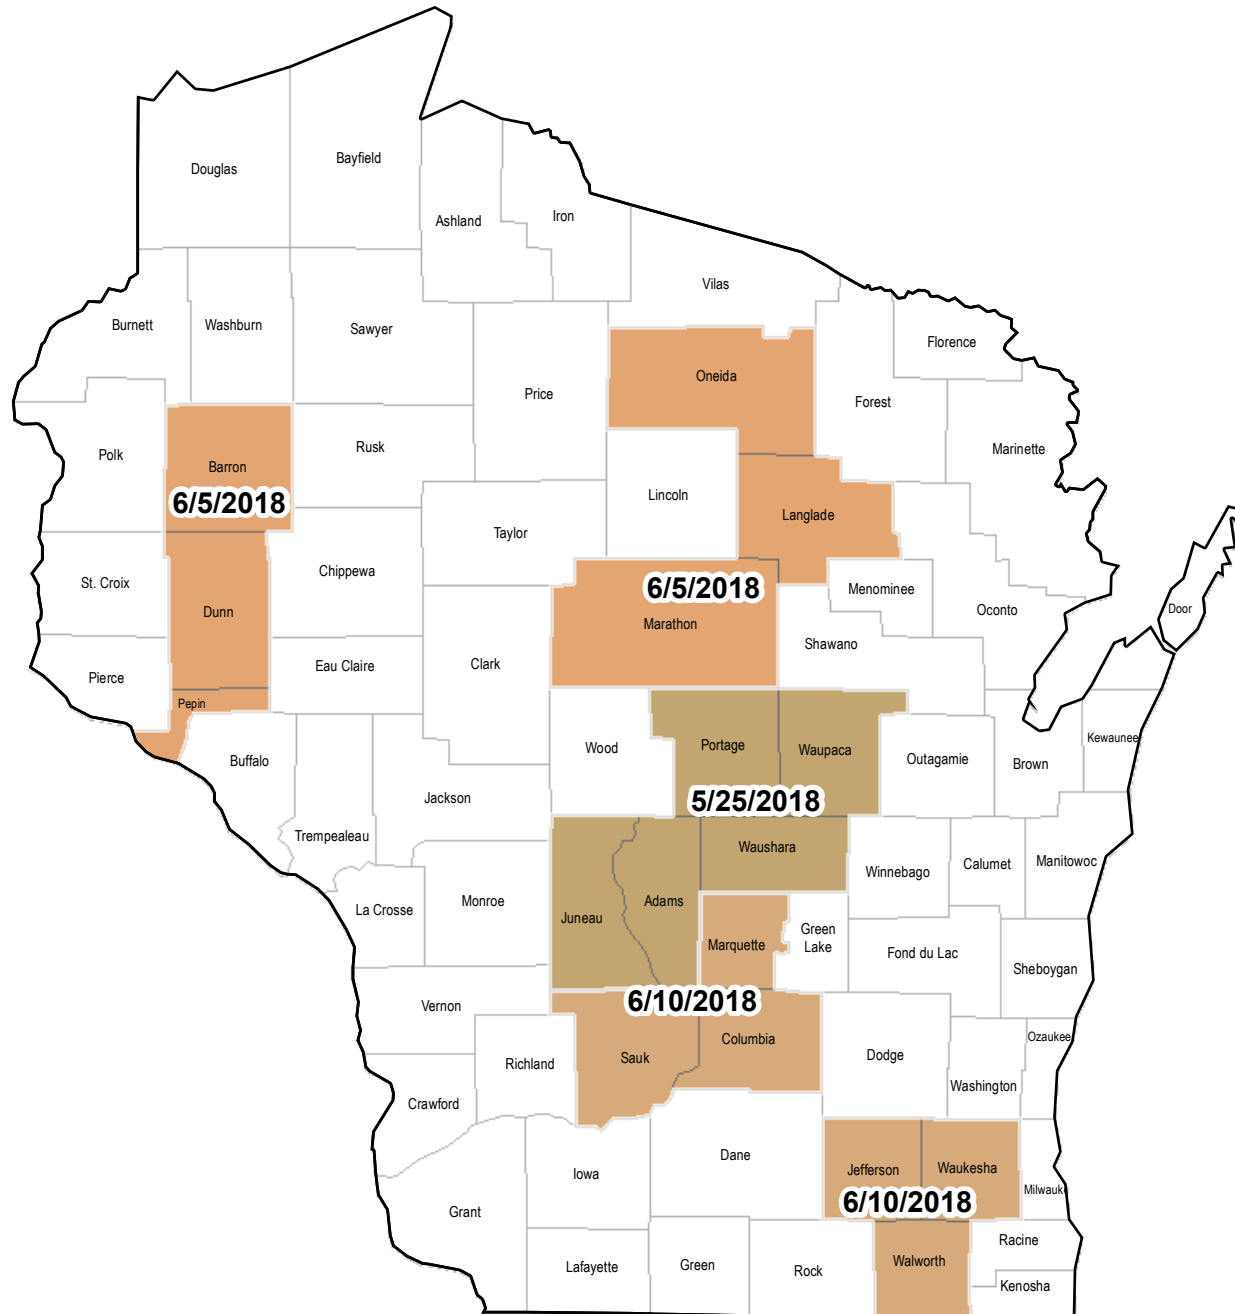 Douglas
Bayfield
Ashland
Iron
Vilas
Burnett
Washburn
Sawyer
Florence
Price
Oneida
Forest
Marinette
Polk
Barron
Rusk
6/5/2018
Lincoln
Langlade
Taylor
Chippewa
St. Croix
6/5/2018
Menominee
Oconto
Door
Dunn
Marathon
Shawano
Pierce
Eau Claire
Clark
Pepin
Buffalo
Wood
Portage
Waupaca
Outagamie
Brown
Kewaunee
Jackson
5/25/2018
Trempealeau
Waushara
Winnebago
Calumet
Manitowoc
La Crosse
Monroe
Juneau
Adams
Marquette
Green
Lake
Fond du Lac
Sheboygan
Vernon
6/10/2018
Columbia
Sauk
Dodge
Ozaukee
Richland
Washington
Crawford
Iowa
Dane
Jefferson
Waukesha
Milwauk
6/10/2018
Grant
Lafayette
Green
Rock
Walworth
Racine
Kenosha